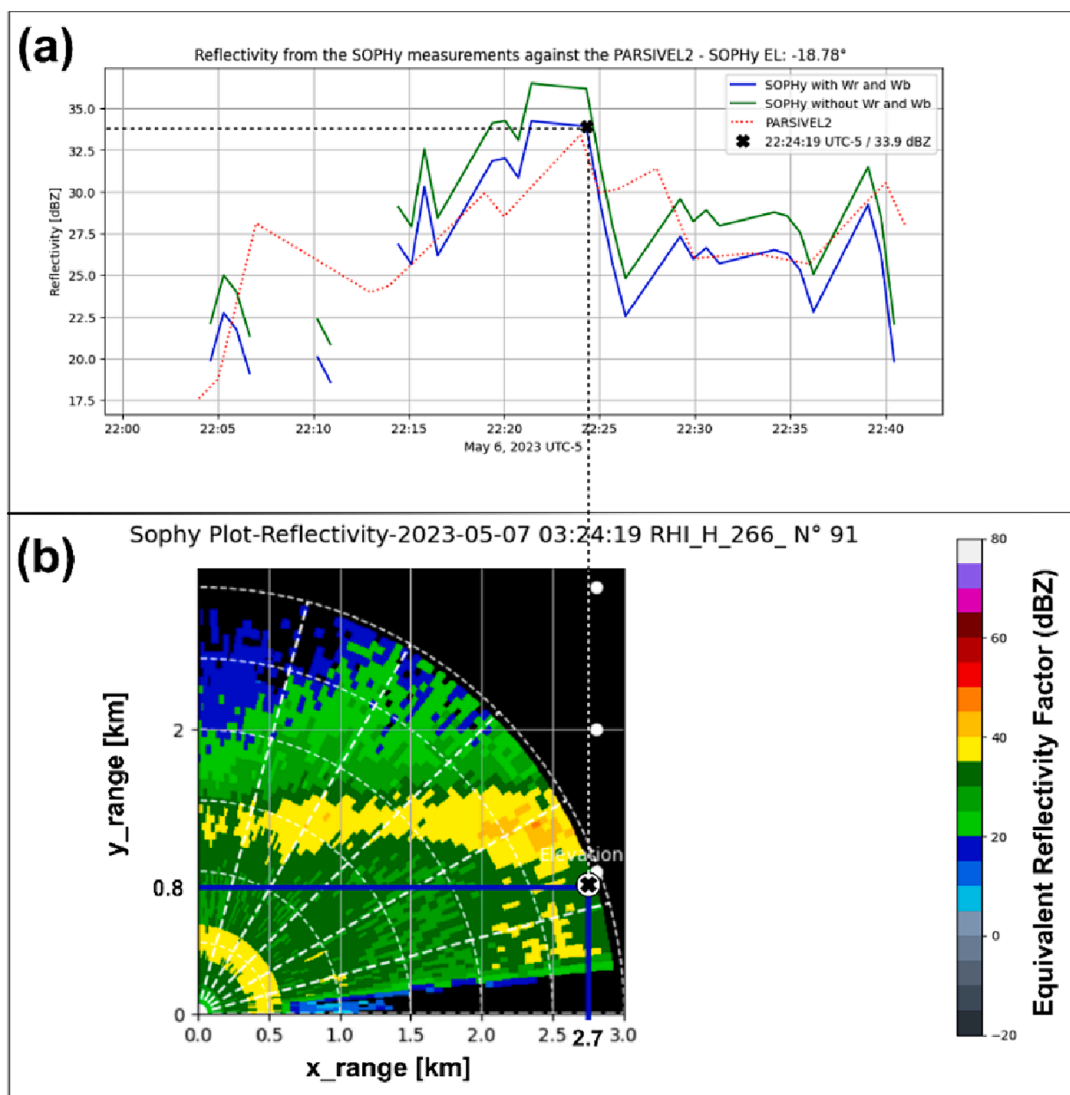 (a)
Reflectivity from the SOPHy measurements against the PARSIVEL2 - SOPHy EL: -18.78°
SOPHy with Wr and Wb
SOPHy without Wr and Wb
PARSIVEL2
22:24:19 UTC-5 / 33.9 dBZ
Reflectivity [dBZ]
35.0
32.5
30.0
27.5
25.0
22.5
20.0
17.5
22:00 22:05 22:10 22:15 22:20 22:25 22:30 22:35 22:40
May 6, 2023 UTC-5
(b)
Sophy Plot-Reflectivity-2023-05-07 03:24:19 RHI_H_266_ N° 91
y_range [km]
2
0.8
0
Elevation
0.0 0.5 1.0 1.5 2.0 2.5 2.7 3.0
x_range [km]
80
60
40
20
0
−20
Equivalent Reflectivity Factor (dBZ)